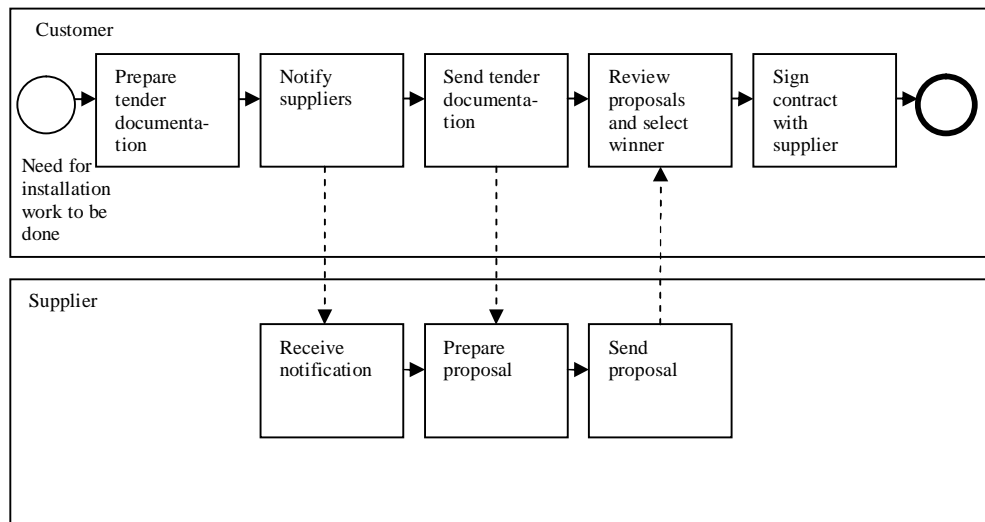 Customer
Prepare
tender
documenta-
tion
Notify
suppliers
Send tender
documenta-
tion
Review
proposals
and select
winner
Sign
contract
with
supplier
Need for
installation
work to be
done
Supplier
Receive
notification
Prepare
proposal
Send
proposal